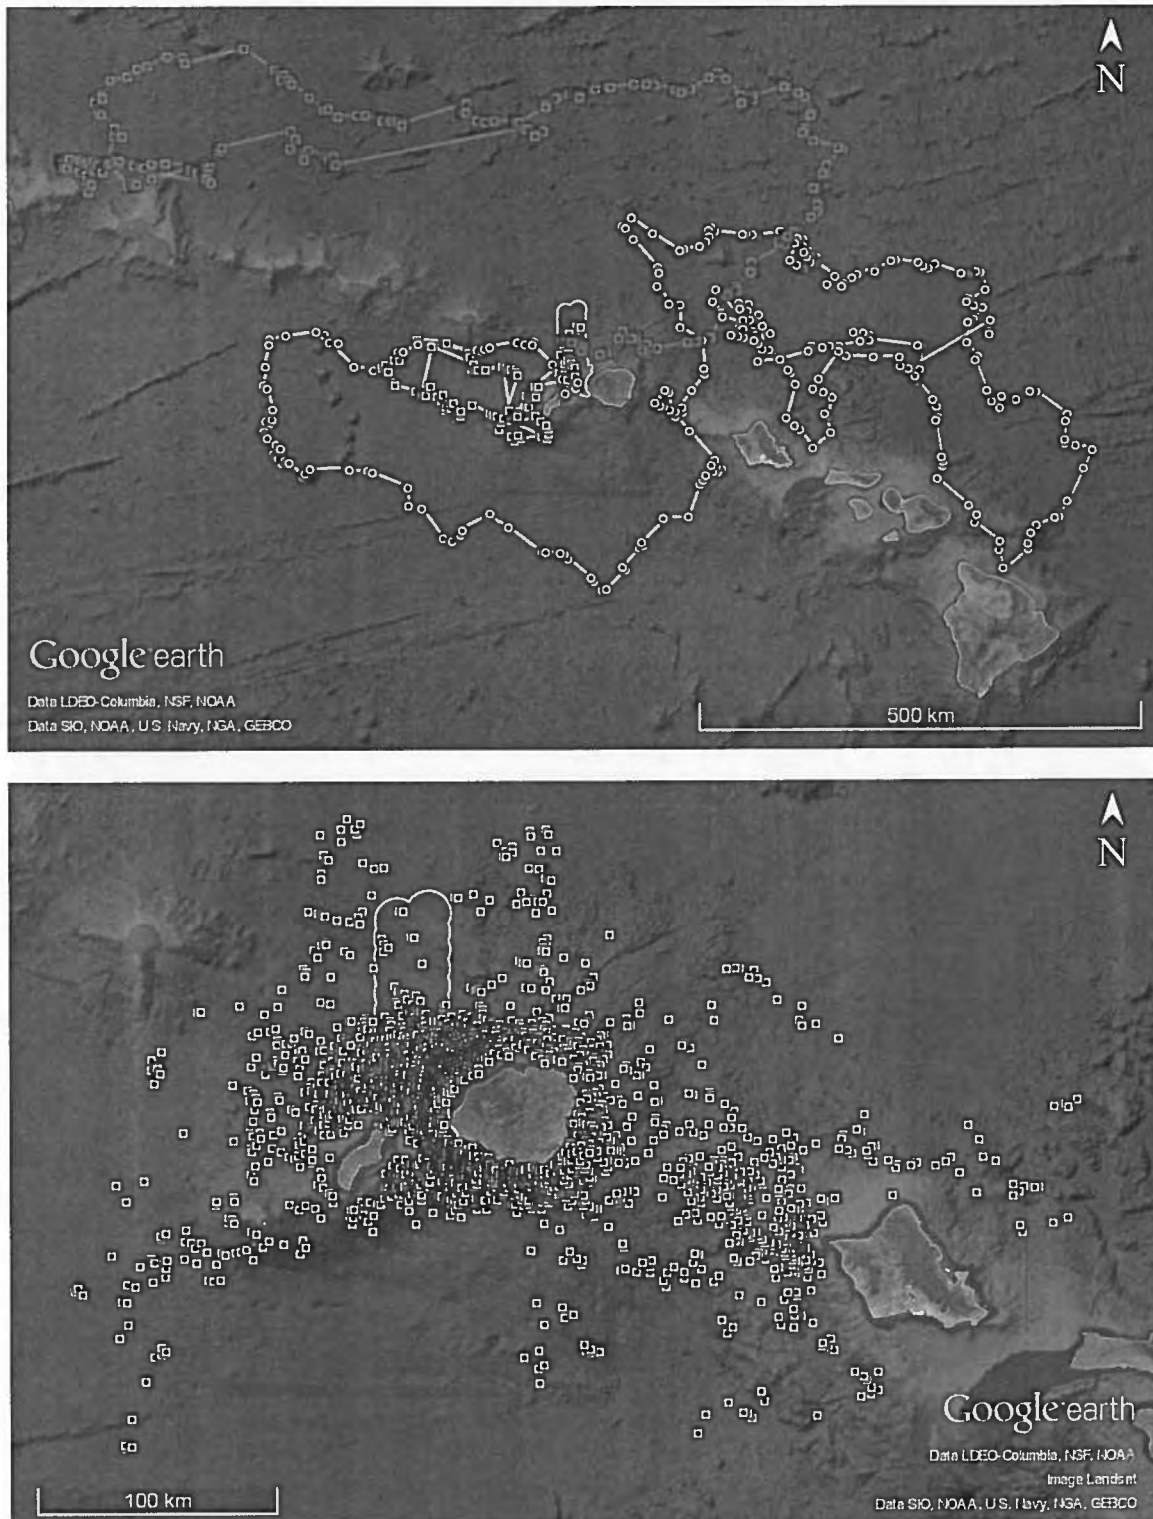 N
Google earth
Data LDEO-Columbia, NSF, NOAA
Data SIO, NOAA, U.S. Navy, NGA, GEBCO
500 km
N
Google earth
Data LDEO-Columbia, NSF, NOAA
Image Landsat
Data SIO, NOAA, U.S. Navy, NGA, GEBCO
100 km